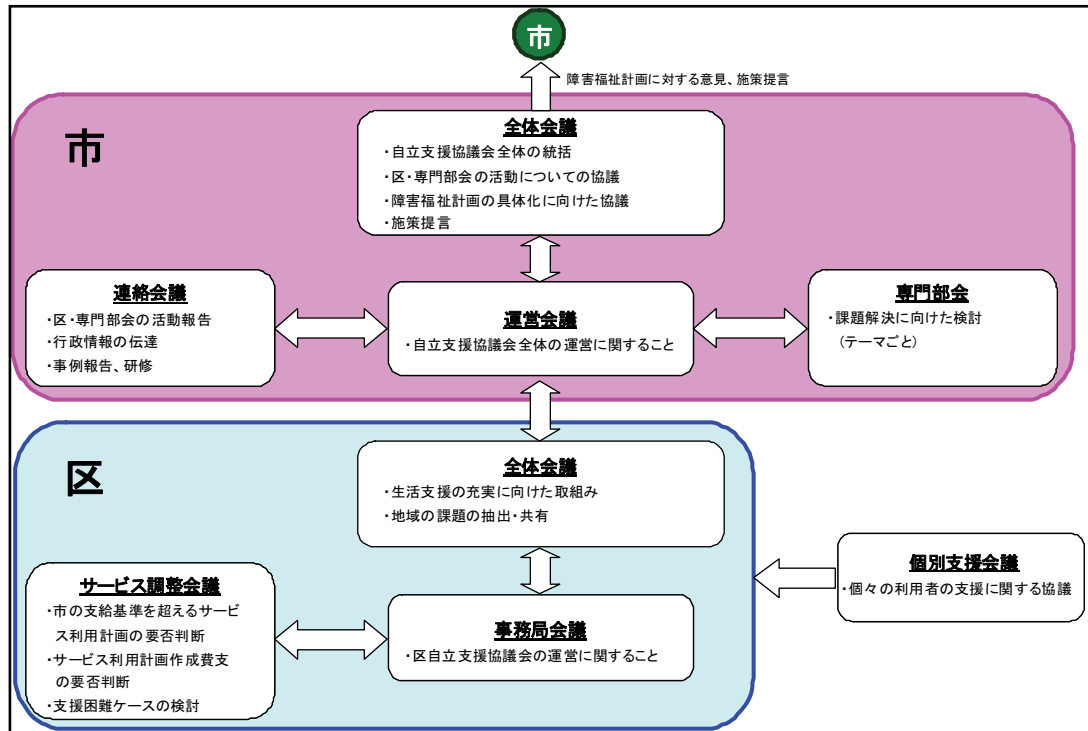 市
障害福祉計画に対する意見、施策提言
市
全体会議
・自立支援協議会全体の統括
・区・専門部会の活動についての協議
・障害福祉計画の具体化に向けた協議
・施策提言
連絡会議
・区・専門部会の活動報告
・行政情報の伝達
・事例報告、研修
運営会議
・自立支援協議会全体の運営に関すること
専門部会
・課題解決に向けた検討
(テーマごと)
区
全体会議
・生活支援の充実に向けた取組み
・地域の課題の抽出・共有
サービス調整会議
・市の支給基準を超えるサービ
ス利用計画の要否判断
・サービス利用計画作成費支
の要否判断
・支援困難ケースの検討
事務局会議
・区自立支援協議会の運営に関すること
個別支援会議
・個々の利用者の支援に関する協議